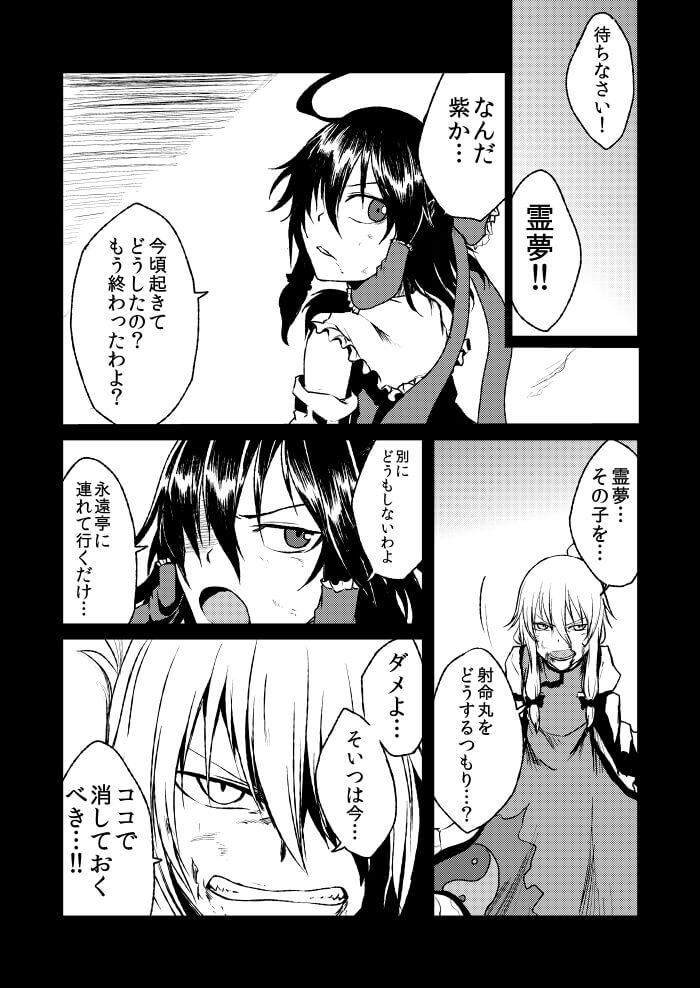 待ちなさい！
霊夢!!
なんだ
紫か…
今頃起きて
どうしたの？
もう終わったわよ？
霊夢…
その子を…
射命丸を
どうするつもり…？
別に
どうもしないわよ
永遠亭に
連れて行くだけ…
ダメよ…
そいつは今…
ココで
消しておく
べき…!!